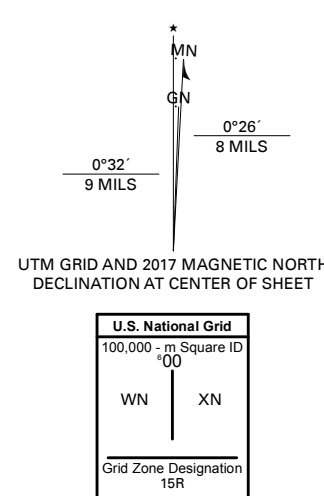 ★
MN
GN
0°26´
8 MILS
0°32´
9 MILS
UTM GRID AND 2017 MAGNETIC NORTH
DECLINATION AT CENTER OF SHEET
U.S. National Grid
100,000 - m Square ID
⁶00
WN XN
Grid Zone Designation
15R